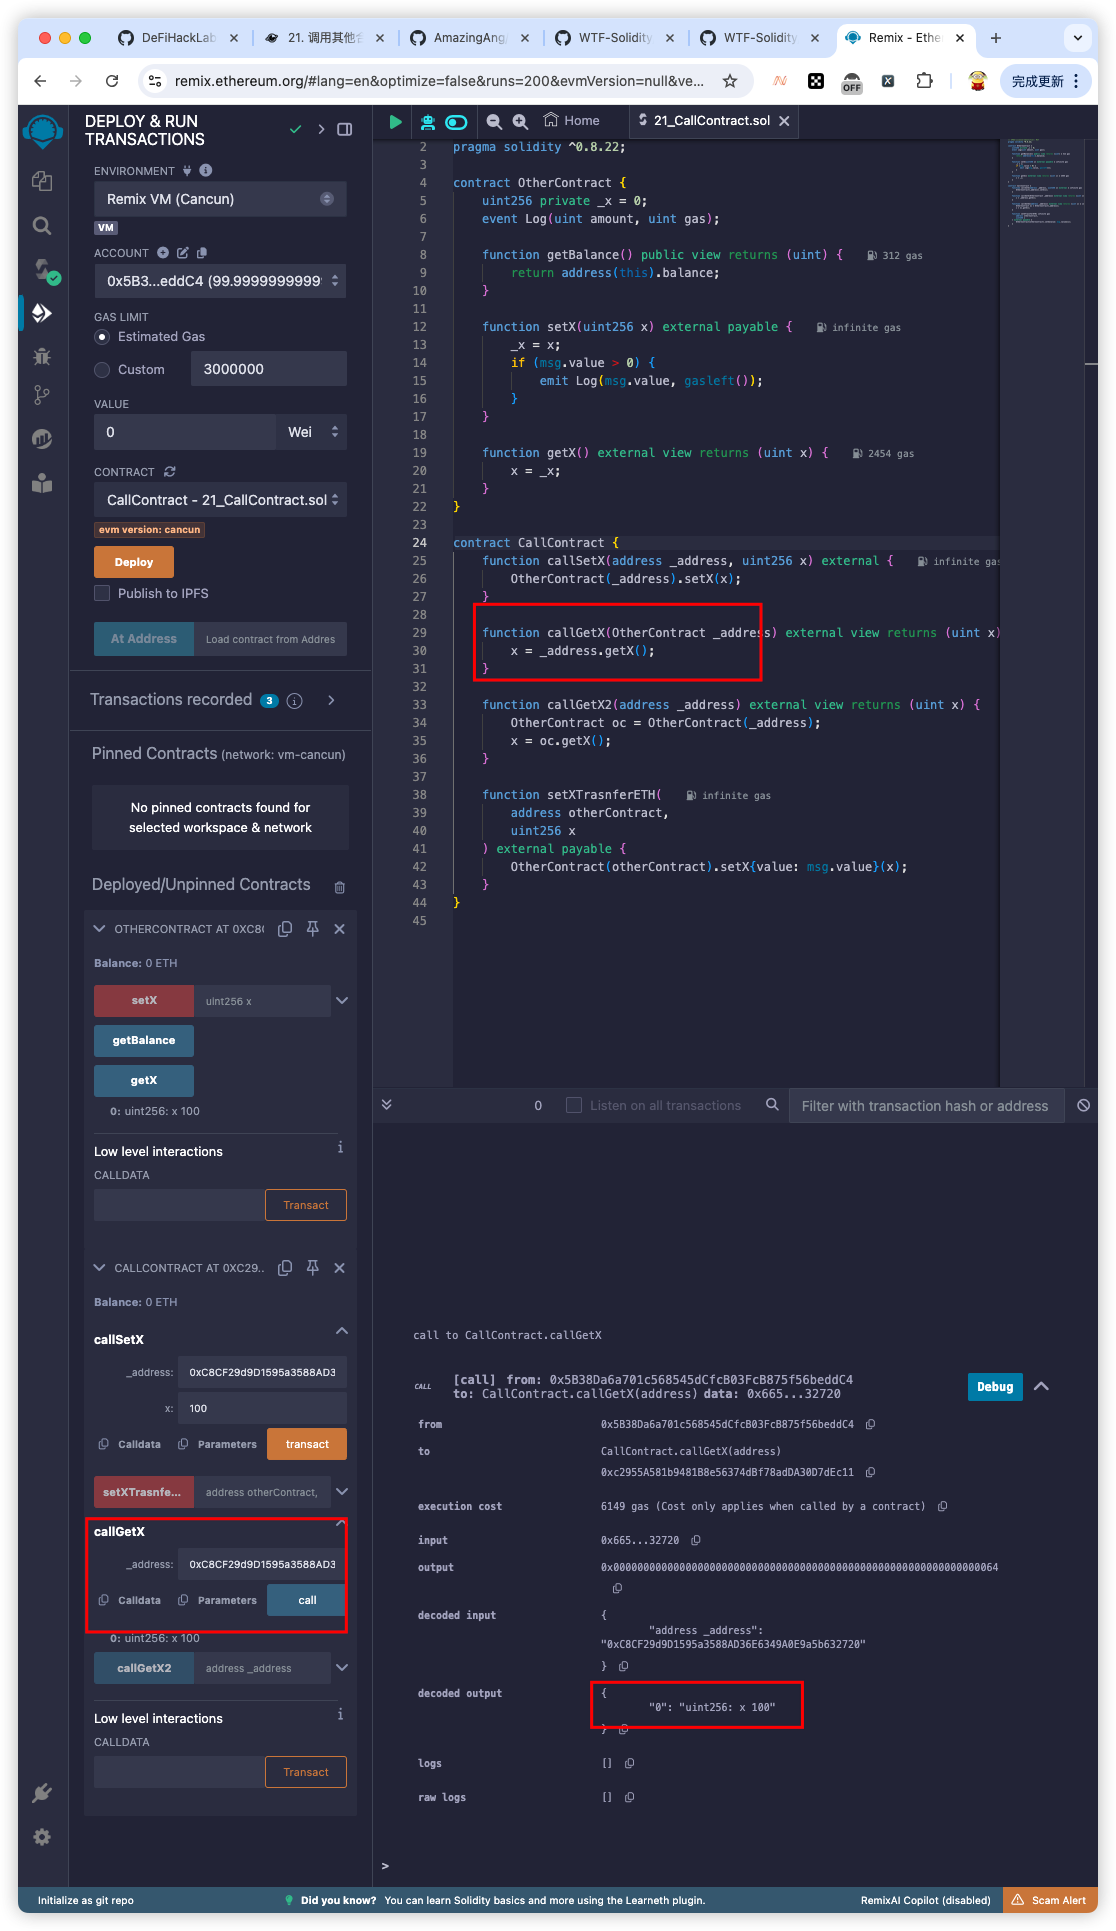 DeFiHackLab
21. 调用其他合
AmazingAng/
WTF-Solidity
WTF-Solidity
Remix - Ethe
remix.ethereum.org/#lang=en&optimize=false&runs=200&evmVersion=null&ve...
OFF
完成更新
DEPLOY & RUN
TRANSACTIONS
ENVIRONMENT
Remix VM (Cancun)
VM
ACCOUNT
0x5B3...eddC4 (99.9999999999
GAS LIMIT
Estimated Gas
Custom
3000000
VALUE
0
Wei
CONTRACT
CallContract - 21_CallContract.sol
evm version: cancun
Deploy
Publish to IPFS
At Address
Load contract from Addres
Transactions recorded 3
Pinned Contracts (network: vm-cancun)
No pinned contracts found for
selected workspace & network
Deployed/Unpinned Contracts
OTHERCONTRACT AT 0XC8(
Balance: 0 ETH
setX
uint256 x
getBalance
getX
0: uint256: x 100
Low level interactions
CALLDATA
Transact
CALLCONTRACT AT 0XC29..
Balance: 0 ETH
callSetX
_address: 0xC8CF29d9D1595a3588AD3
x: 100
Calldata Parameters transact
setXTrasnfe... address otherContract,
callGetX
_address: 0xC8CF29d9D1595a3588AD3
Calldata Parameters call
0: uint256: x 100
callGetX2 address _address
Low level interactions
CALLDATA
Transact
Home
21_CallContract.sol
2 pragma solidity ^0.8.22;
3
4 contract OtherContract {
5 uint256 private _x = 0;
6 event Log(uint amount, uint gas);
7
8 function getBalance() public view returns (uint) { 312 gas
9 return address(this).balance;
10 }
11
12 function setX(uint256 x) external payable { infinite gas
13 _x = x;
14 if (msg.value > 0) {
15 emit Log(msg.value, gasleft());
16 }
17 }
18
19 function getX() external view returns (uint x) { 2454 gas
20 x = _x;
21 }
22 }
23
24 contract CallContract {
25 function callSetX(address _address, uint256 x) external { infinite gas
26 OtherContract(_address).setX(x);
27 }
28
29 function callGetX(OtherContract _address) external view returns (uint x)
30 x = _address.getX();
31 }
32
33 function callGetX2(address _address) external view returns (uint x) {
34 OtherContract oc = OtherContract(_address);
35 x = oc.getX();
36 }
37
38 function setXTrasnferETH( infinite gas
39 address otherContract,
40 uint256 x
41 ) external payable {
42 OtherContract(otherContract).setX{value: msg.value}(x);
43 }
44 }
45
0
Listen on all transactions
Filter with transaction hash or address
call to CallContract.callGetX
CALL
[call] from: 0x5B38Da6a701c568545dCfcB03FcB875f56beddC4
to: CallContract.callGetX(address) data: 0x665...32720
Debug
from 0x5B38Da6a701c568545dCfcB03FcB875f56beddC4
to CallContract.callGetX(address)
0xc2955A581b9481B8e56374dBf78adDA30D7dEc11
execution cost 6149 gas (Cost only applies when called by a contract)
input 0x665...32720
output 0x0000000000000000000000000000000000000000000000000000000000000064
decoded input {
"address _address":
"0xC8CF29d9D1595a3588AD36E6349A0E9a5b632720"
}
decoded output {
"0": "uint256: x 100"
}
logs []
raw logs []
>
Initialize as git repo
Did you know? You can learn Solidity basics and more using the Learneth plugin.
RemixAI Copilot (disabled)
Scam Alert